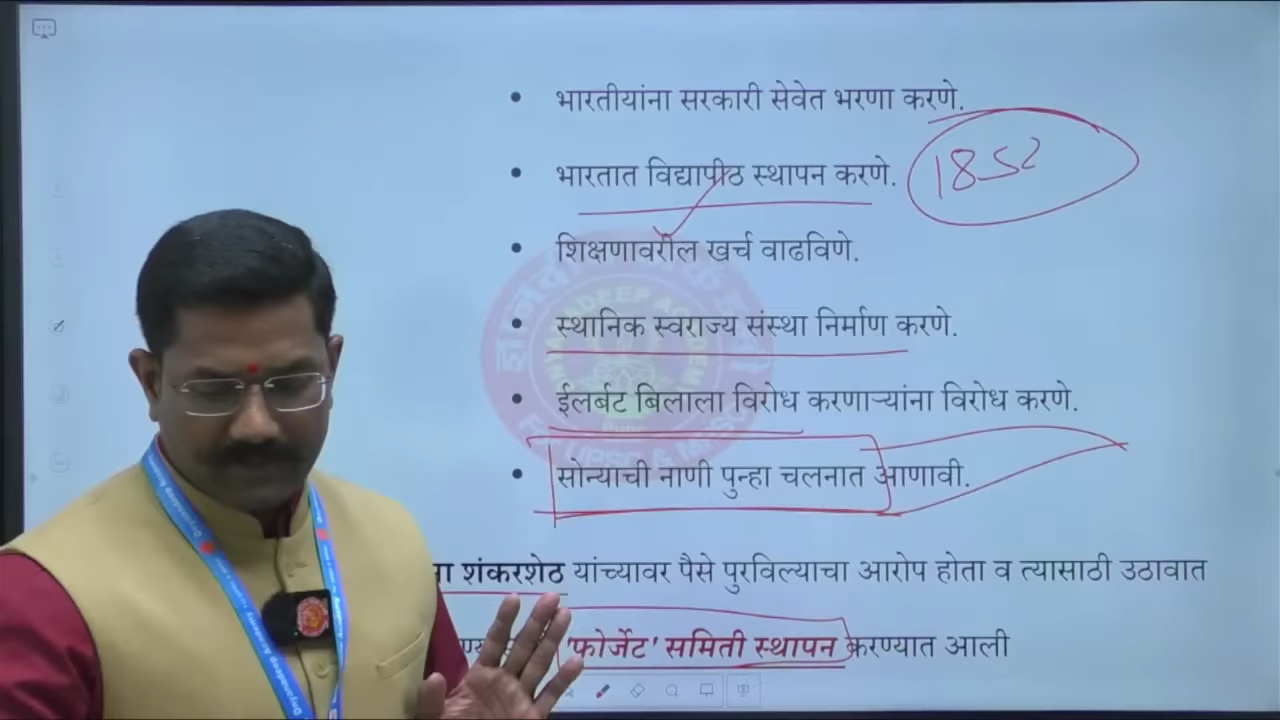 भारतीयांना सरकारी सेवेत भरणा करणे.
भारतात विद्यापीठ स्थापन करणे.
1852
शिक्षणावरील खर्च वाढविणे.
स्थानिक स्वराज्य संस्था निर्माण करणे.
ईलर्बट बिलाला विरोध करणाऱ्यांना विरोध करणे.
सोन्याची नाणी पुन्हा चलनात आणावी.
शंकरशेठ यांच्यावर पैसे पुरविल्याचा आरोप होता व त्यासाठी उठावात
'फोर्जेट' समिती स्थापन करण्यात आली